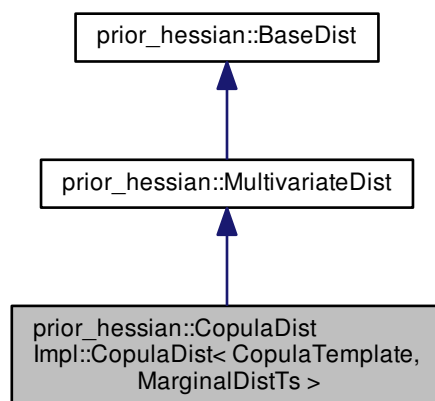 prior_hessian::BaseDist
prior_hessian::MultivariateDist
prior_hessian::CopulaDist
Impl::CopulaDist< CopulaTemplate,
MarginalDistTs >